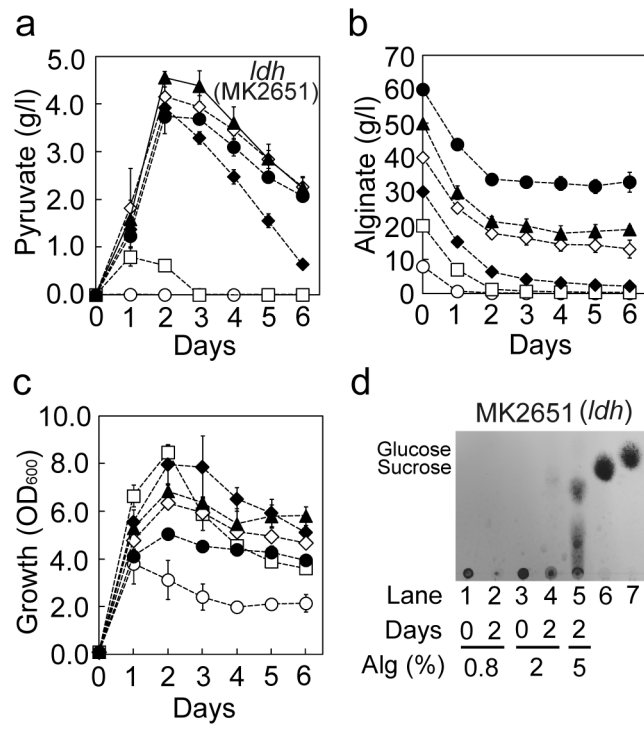 a
Pyruvate (g/l)
5.0
4.0
3.0
2.0
1.0
0.0
ldh
(MK2651)
0 1 2 3 4 5 6
Days
b
Alginate (g/l)
70
60
50
40
30
20
10
0
0 1 2 3 4 5 6
Days
c
Growth (OD600)
10.0
8.0
6.0
4.0
2.0
0.0
0 1 2 3 4 5 6
Days
d
MK2651 (ldh)
Glucose
Sucrose
Lane 1 2 3 4 5 6 7
Days 0 2 0 2 2
Alg (%) 0.8 2 5